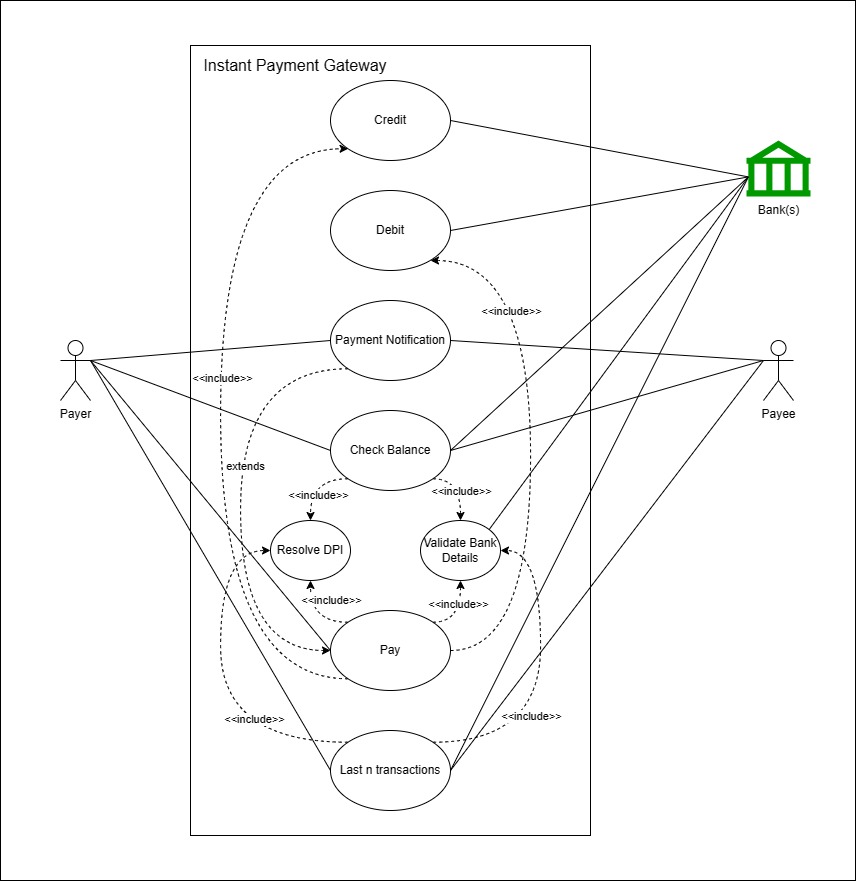 Instant Payment Gateway
Credit
Bank(s)
Debit
<<include>>
Payment Notification
<<include>>
Payer
Payee
Check Balance
extends
<<include>>
<<include>>
Resolve DPI
Validate Bank
Details
<<include>>
<<include>>
Pay
<<include>>
<<include>>
Last n transactions